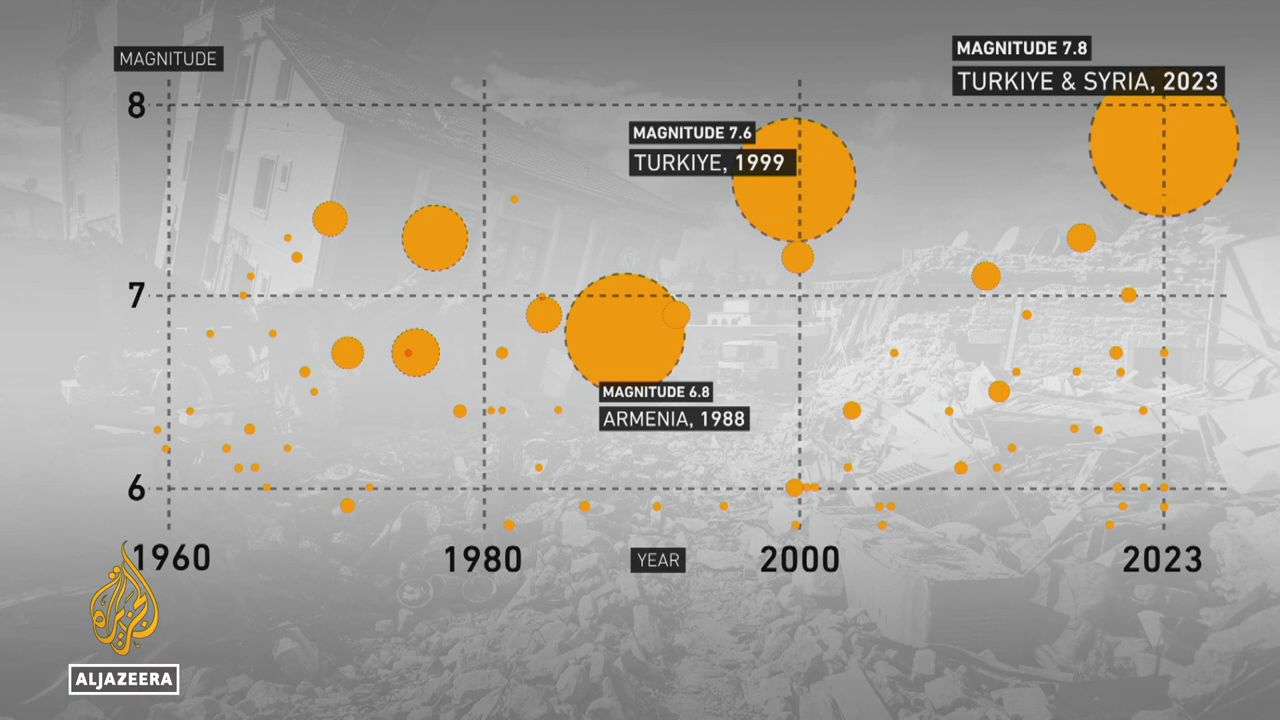 MAGNITUDE
MAGNITUDE 7.8
TURKIYE & SYRIA, 2023
8
MAGNITUDE 7.6
TURKIYE, 1999
7
MAGNITUDE 6.8
ARMENIA, 1988
6
1960
1980
YEAR
2000
2023
الجزيرة
ALJAZEERA